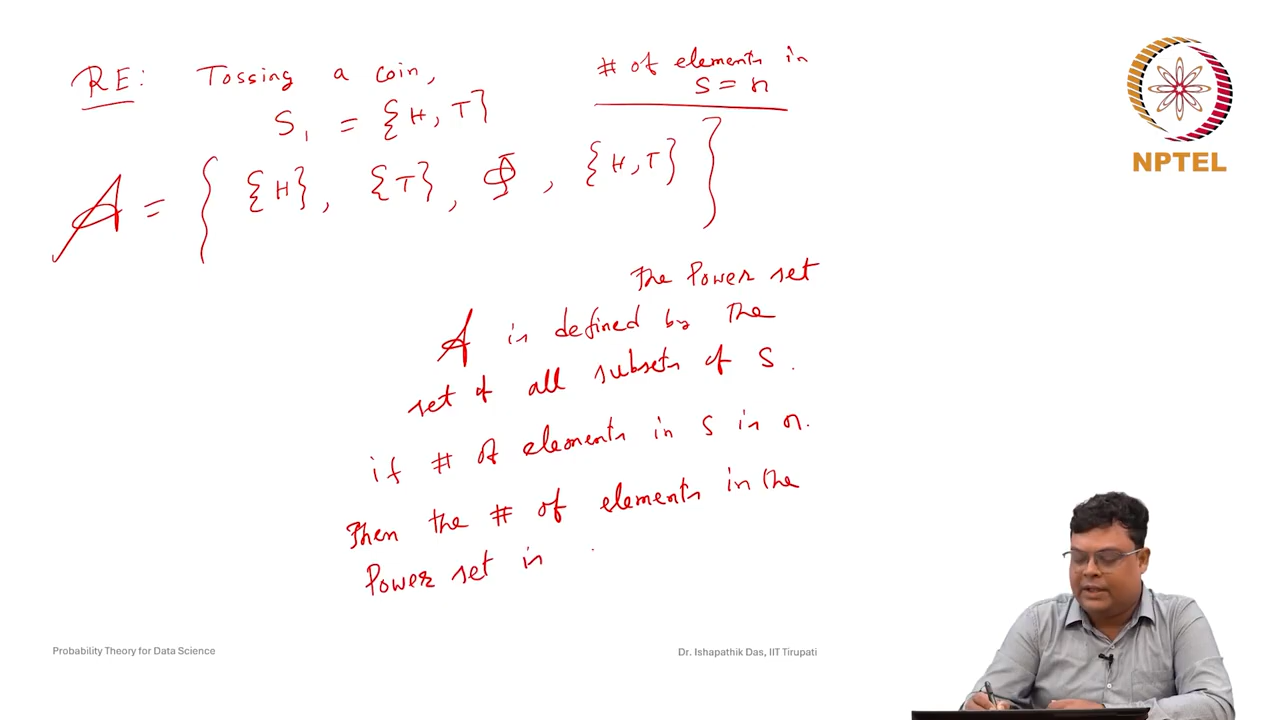 RE: Tossing a coin,
# of elements in
S = n
S₁ = {H, T}
𝒜 = { {H}, {T}, Φ, {H,T} }
The Power set
𝒜 is defined by the
set of all subsets of S.
if # of elements in S is n.
Then the # of elements in the
Power set is
NPTEL
Probability Theory for Data Science
Dr. Ishapathik Das, IIT Tirupati